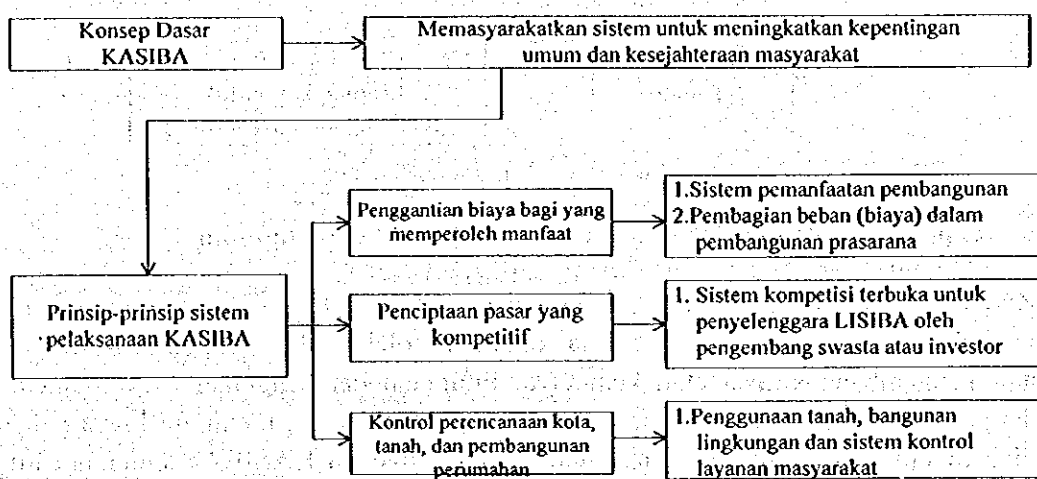 Konsep Dasar
KASIBA
Memasyarakatkan sistem untuk meningkatkan kepentingan
umum dan kesejahteraan masyarakat
Penggantian biaya bagi yang
memperoleh manfaat
1.Sistem pemanfaatan pembangunan
2.Pembagian beban (biaya) dalam
pembangunan prasarana
Prinsip-prinsip sistem
pelaksanaan KASIBA
Penciptaan pasar yang
kompetitif
1. Sistem kompetisi terbuka untuk
penyelenggara LISIBA oleh
pengembang swasta atau investor
Kontrol perencanaan kota,
tanah, dan pembangunan
perumahan
1.Penggunaan tanah, bangunan
lingkungan dan sistem kontrol
layanan masyarakat